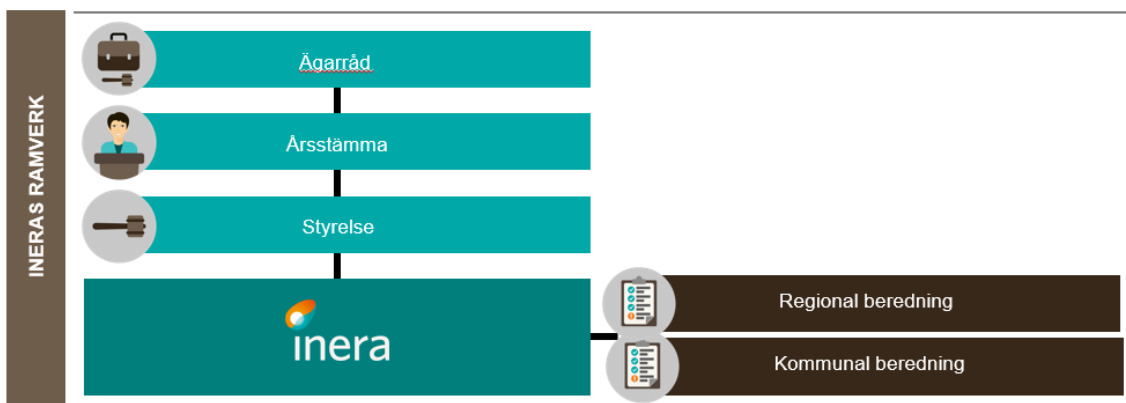 INERAS RAMVERK
Ägarråd
Årsstämma
Styrelse
inera
Regional beredning
Kommunal beredning